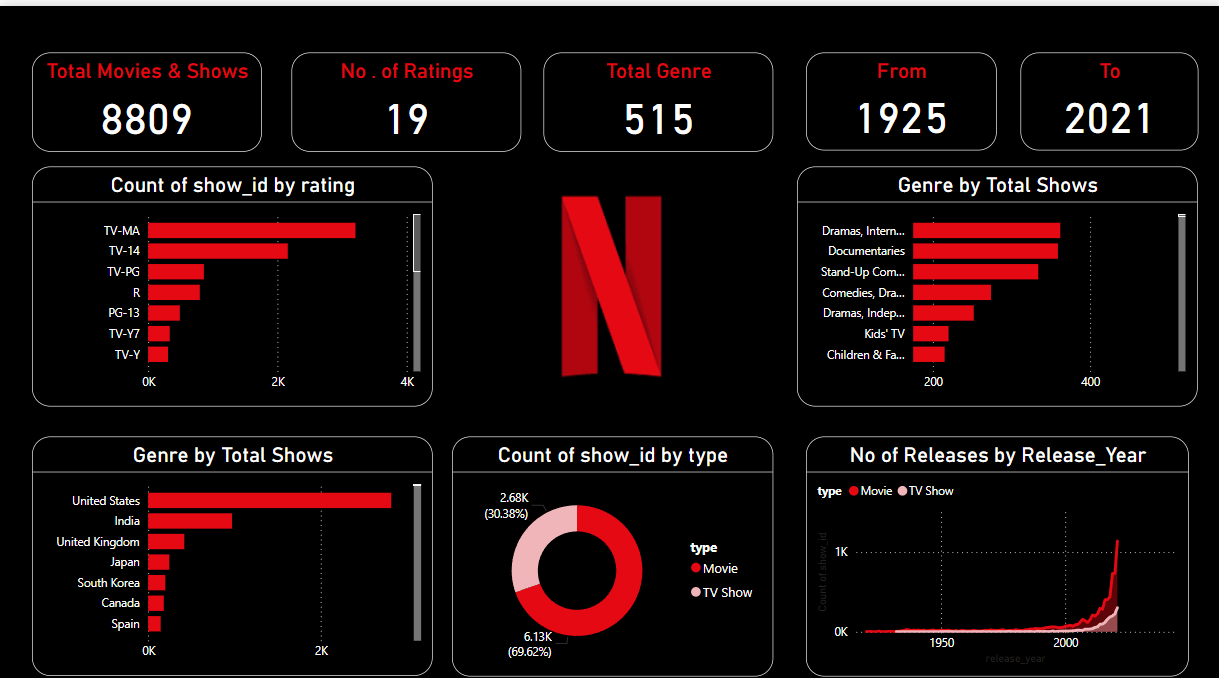 Total Movies & Shows
8809
No . of Ratings
19
Total Genre
515
From
1925
To
2021
Count of show_id by rating
TV-MA
TV-14
TV-PG
R
PG-13
TV-Y7
TV-Y
0K 2K 4K
Genre by Total Shows
Dramas, Intern...
Documentaries
Stand-Up Com...
Comedies, Dra...
Dramas, Indep...
Kids' TV
Children & Fa...
200 400
Genre by Total Shows
United States
India
United Kingdom
Japan
South Korea
Canada
Spain
0K 2K
Count of show_id by type
2.68K
(30.38%)
6.13K
(69.62%)
type
Movie
TV Show
No of Releases by Release_Year
type Movie TV Show
Count of show_id
1K
0K
1950 2000
release_year